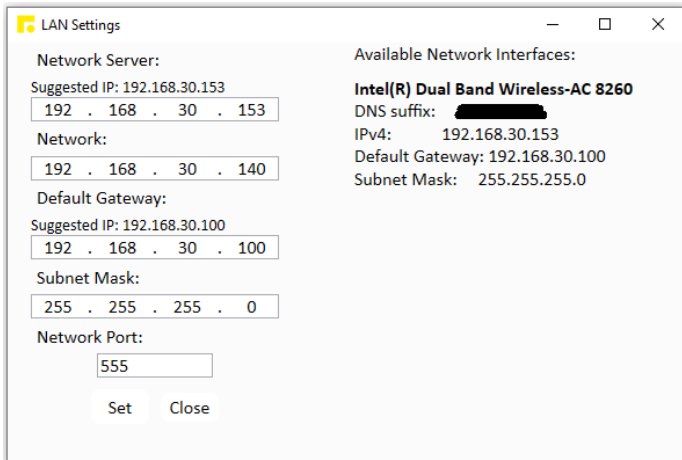 LAN Settings
Network Server:
Suggested IP: 192.168.30.153
192 . 168 . 30 . 153
Network:
192 . 168 . 30 . 140
Default Gateway:
Suggested IP: 192.168.30.100
192 . 168 . 30 . 100
Subnet Mask:
255 . 255 . 255 . 0
Network Port:
555
Set Close
Available Network Interfaces:
Intel(R) Dual Band Wireless-AC 8260
DNS suffix:
IPv4: 192.168.30.153
Default Gateway: 192.168.30.100
Subnet Mask: 255.255.255.0